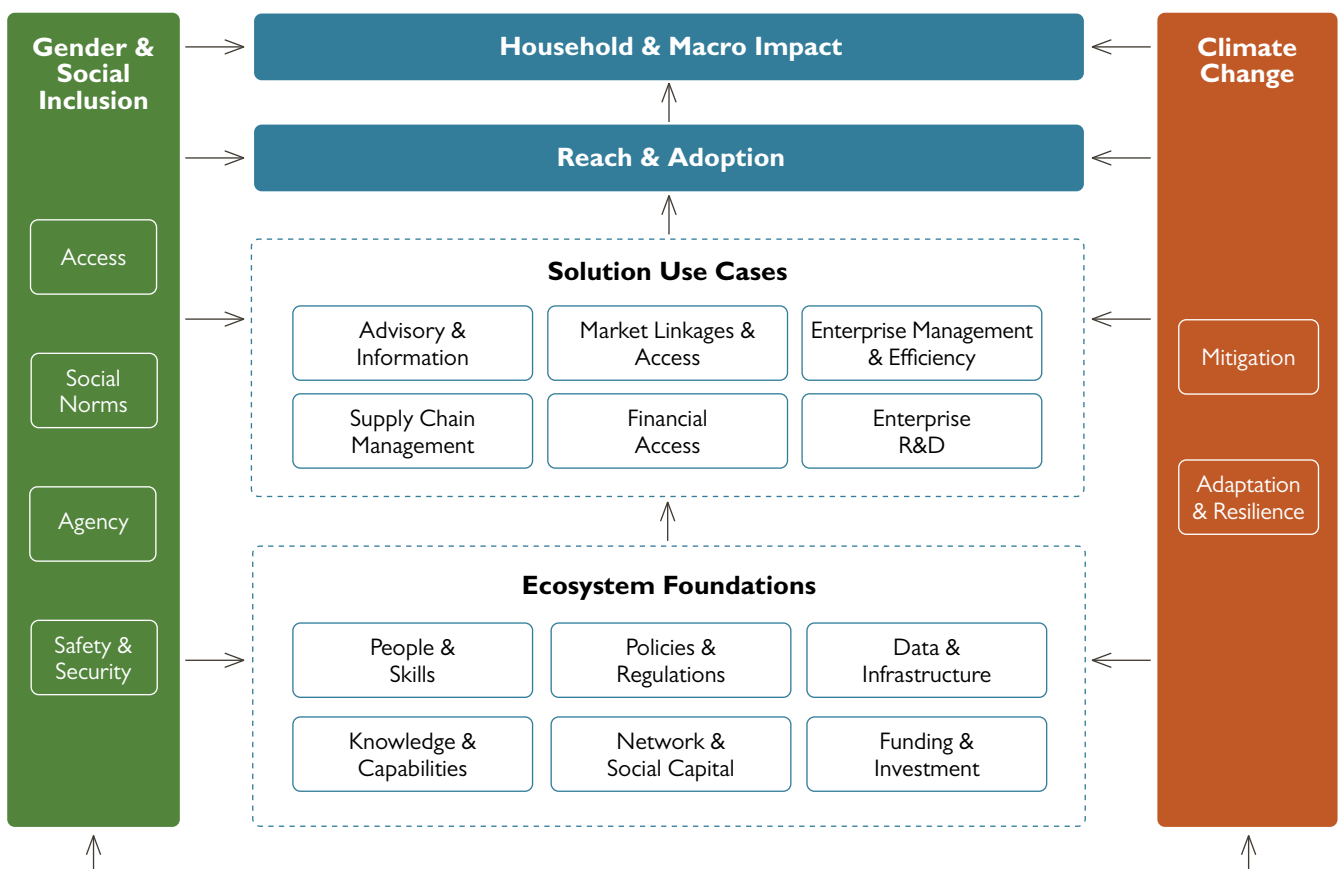 Gender &
Social
Inclusion
Access
Social
Norms
Agency
Safety &
Security
Household & Macro Impact
Reach & Adoption
Solution Use Cases
Advisory &
Information
Market Linkages &
Access
Enterprise Management
& Efficiency
Supply Chain
Management
Financial
Access
Enterprise
R&D
Ecosystem Foundations
People &
Skills
Policies &
Regulations
Data &
Infrastructure
Knowledge &
Capabilities
Network &
Social Capital
Funding &
Investment
Climate
Change
Mitigation
Adaptation
& Resilience